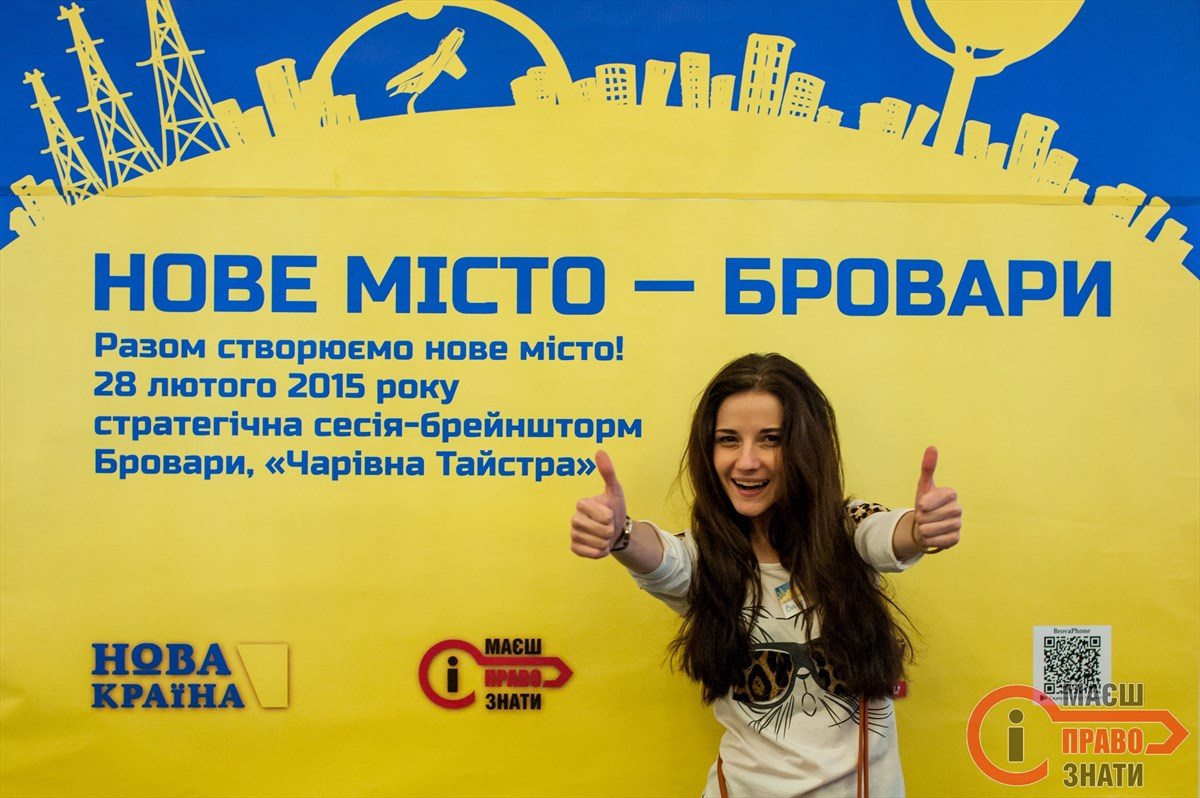 НОВЕ МІСТО — БРОВАРИ
Разом створюємо нове місто!
28 лютого 2015 року
стратегічна сесія-брейншторм
Бровари, «Чарівна Тайстра»
НОВА
КРАЇНА
МАЄШ
ПРАВО
ЗНАТИ
BrovaPhone
МАЄШ
ПРАВО
ЗНАТИ